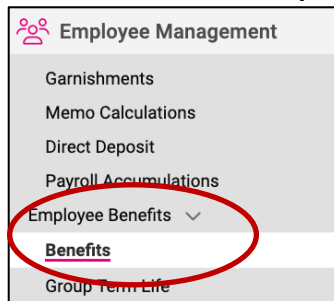 Employee Management
Garnishments
Memo Calculations
Direct Deposit
Payroll Accumulations
Employee Benefits
Benefits
Group Term Life